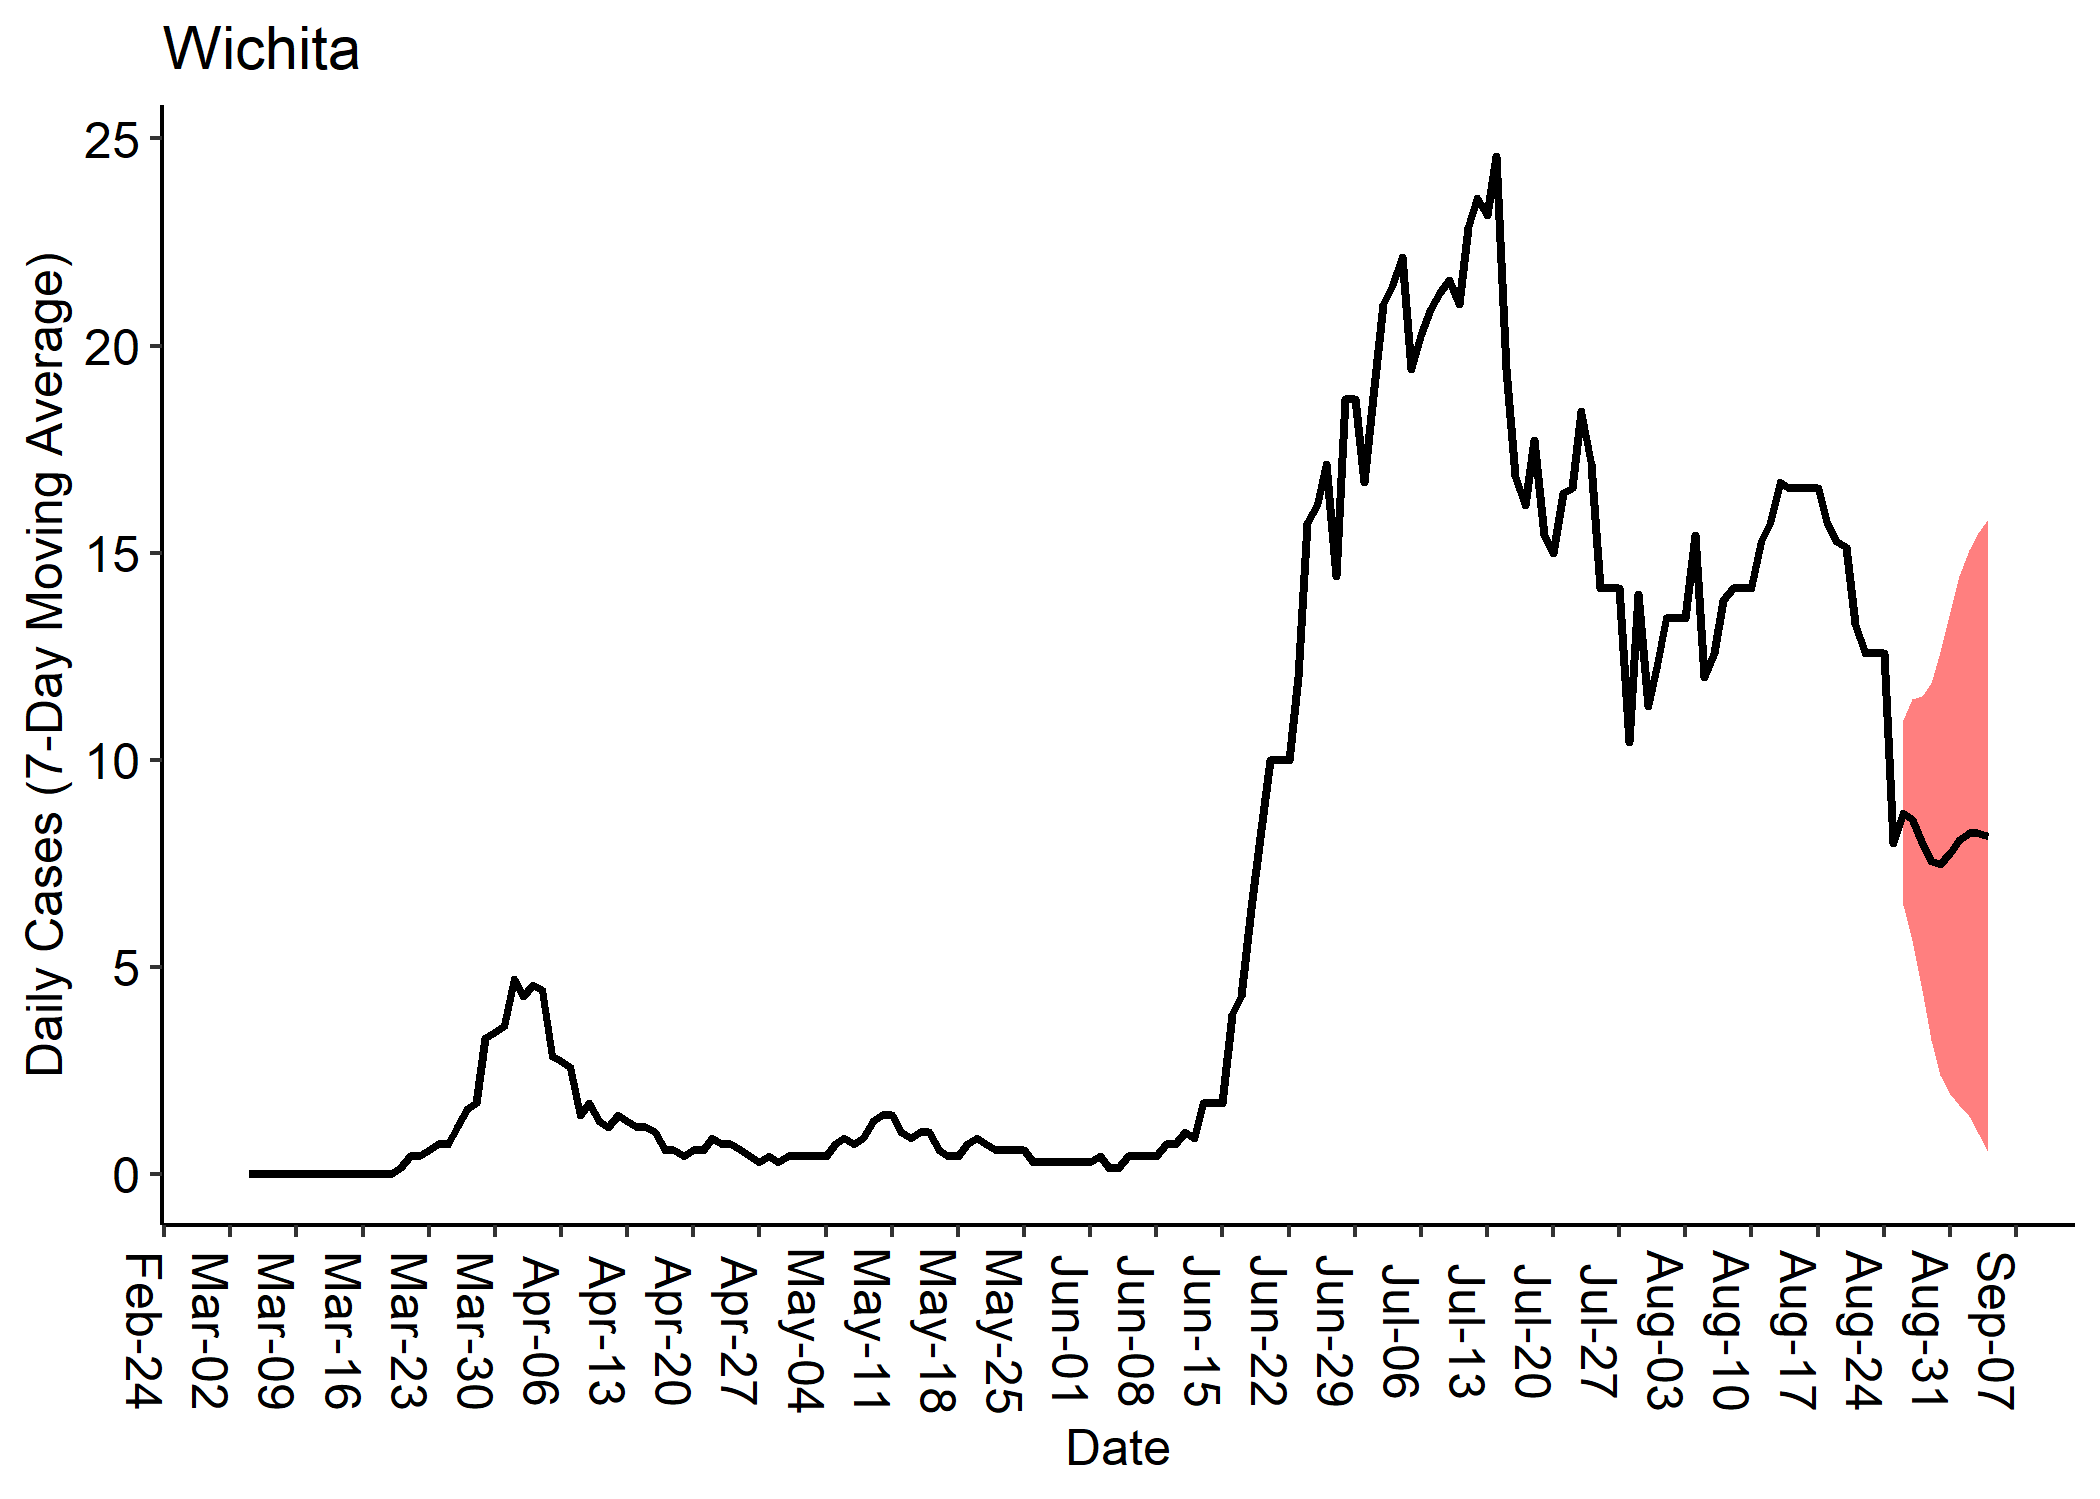 Wichita
Daily Cases (7-Day Moving Average)
25
20
15
10
5
0
Feb-24
Mar-02
Mar-09
Mar-16
Mar-23
Mar-30
Apr-06
Apr-13
Apr-20
Apr-27
May-04
May-11
May-18
May-25
Jun-01
Jun-08
Jun-15
Jun-22
Jun-29
Jul-06
Jul-13
Jul-20
Jul-27
Aug-03
Aug-10
Aug-17
Aug-24
Aug-31
Sep-07
Date